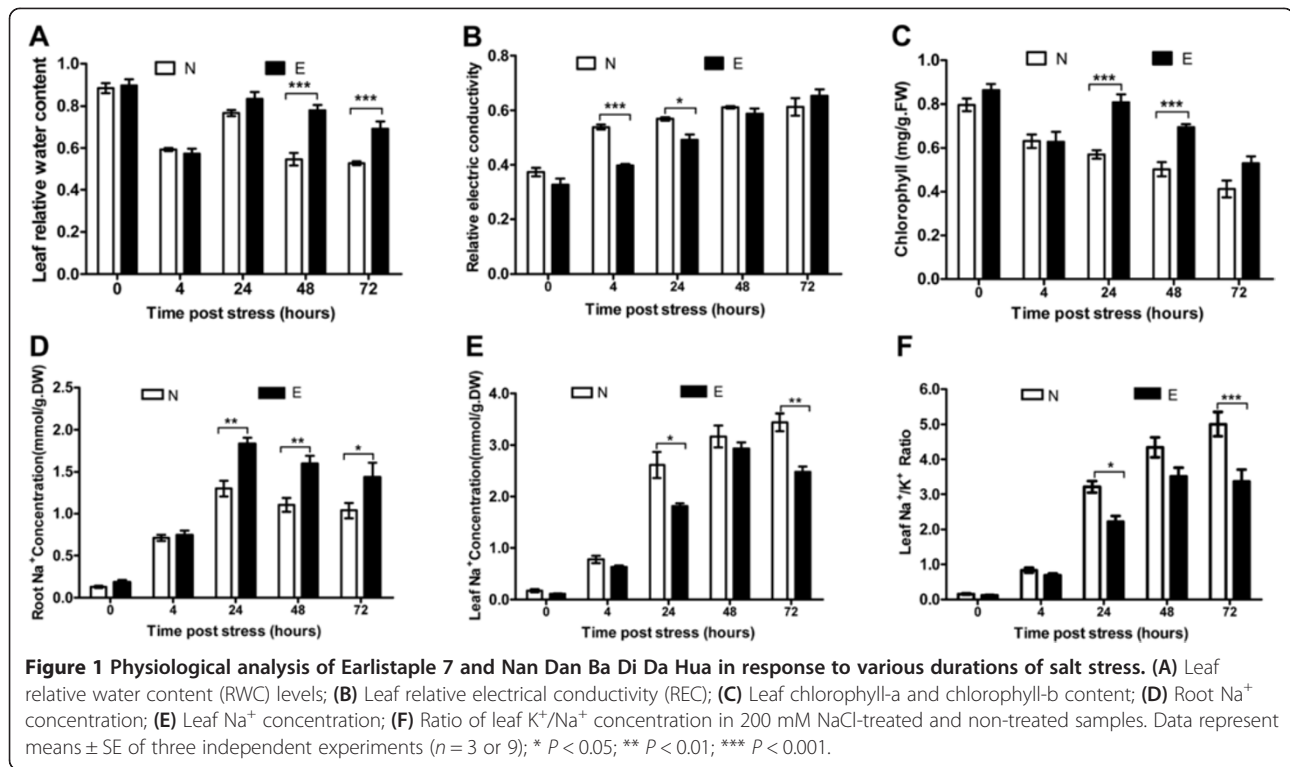 A
N E
Leaf relative water content
1.0
0.8
0.6
0.4
0.2
0.0
*** ***
0 4 24 48 72
Time post stress (hours)
B
N E
Relative electric conductivity
0.8
0.6
0.4
0.2
0.0
*** *
0 4 24 48 72
Time post stress (hours)
C
N E
Chlorophyll (mg/g.FW)
1.0
0.8
0.6
0.4
0.2
0.0
*** ***
0 4 24 48 72
Time post stress (hours)
D
N E
Root Na+Concentration(mmol/g.DW)
2.5
2.0
1.5
1.0
0.5
0.0
** ** *
0 4 24 48 72
Time post stress (hours)
E
N E
Leaf Na+Concentration(mmol/g.DW)
4.0
3.0
2.0
1.0
0.0
* **
0 4 24 48 72
Time post stress (hours)
F
N E
Leaf Na+/K+ Ratio
6.0
5.0
4.0
3.0
2.0
1.0
0.0
* ***
0 4 24 48 72
Time post stress (hours)
Figure 1 Physiological analysis of Earlistaple 7 and Nan Dan Ba Di Da Hua in response to various durations of salt stress. (A) Leaf
relative water content (RWC) levels; (B) Leaf relative electrical conductivity (REC); (C) Leaf chlorophyll-a and chlorophyll-b content; (D) Root Na+
concentration; (E) Leaf Na+ concentration; (F) Ratio of leaf K+/Na+ concentration in 200 mM NaCl-treated and non-treated samples. Data represent
means ± SE of three independent experiments (n = 3 or 9); * P < 0.05; ** P < 0.01; *** P < 0.001.